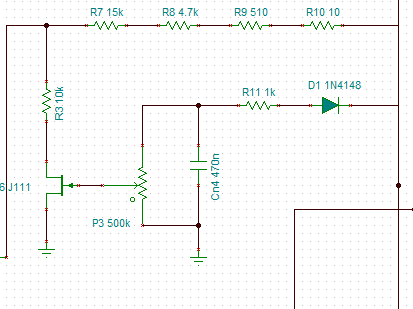 R7 15k R8 4.7k R9 510 R10 10
D1 1N4148
R11 1k
R3 10k
Cn4 470n
6 J111
P3 500k